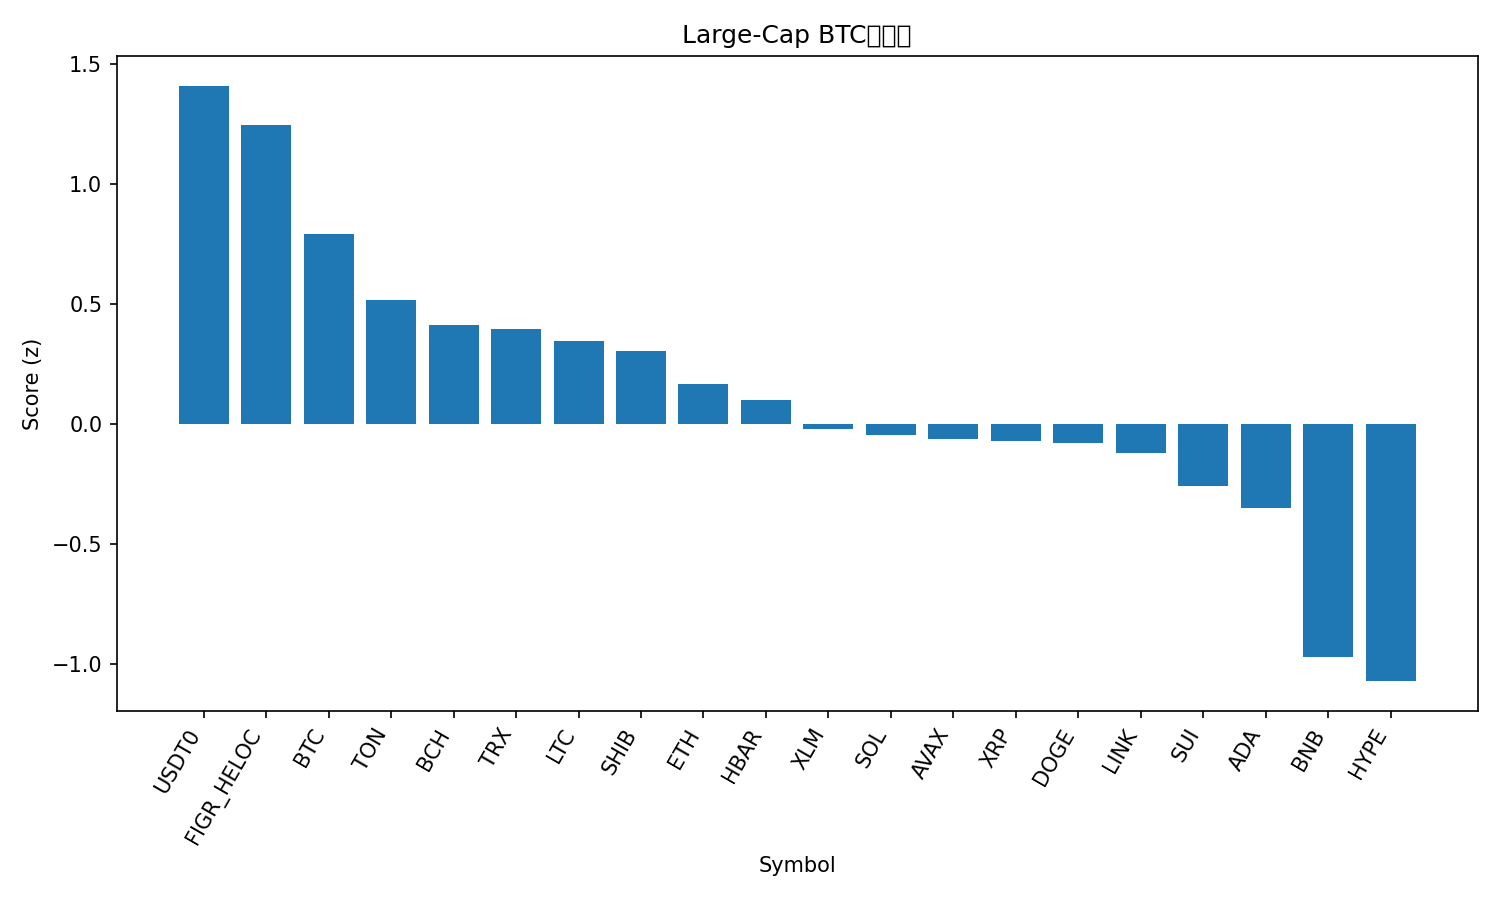 Large-Cap BTC
1.5
1.0
0.5
0.0
−0.5
−1.0
Score (z)
USDT0
FIGR_HELOC
BTC
TON
BCH
TRX
LTC
SHIB
ETH
HBAR
XLM
SOL
AVAX
XRP
DOGE
LINK
SUI
ADA
BNB
HYPE
Symbol